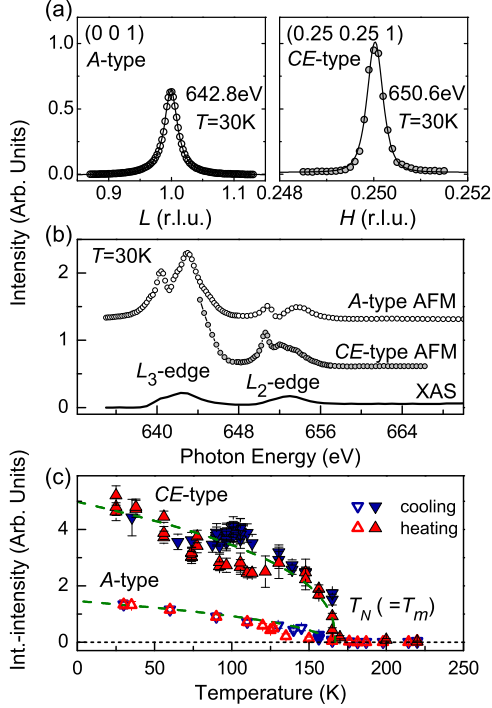 (a)
(0 0 1)
A-type
642.8eV
T=30K
(0.25 0.25 1)
CE-type
650.6eV
T=30K
1.0
0.5
0.0
0.9 1.0 1.1 0.248 0.250 0.252
L (r.l.u.) H (r.l.u.)
Intensity (Arb. Units)
(b)
T=30K
2
1
0
A-type AFM
CE-type AFM
L3-edge
L2-edge
XAS
640 648 656 664
Photon Energy (eV)
Int.-intensity (Arb. Units)
(c)
CE-type
cooling
heating
A-type
TN ( =Tm)
6
4
2
0
0 50 100 150 200 250
Temperature (K)